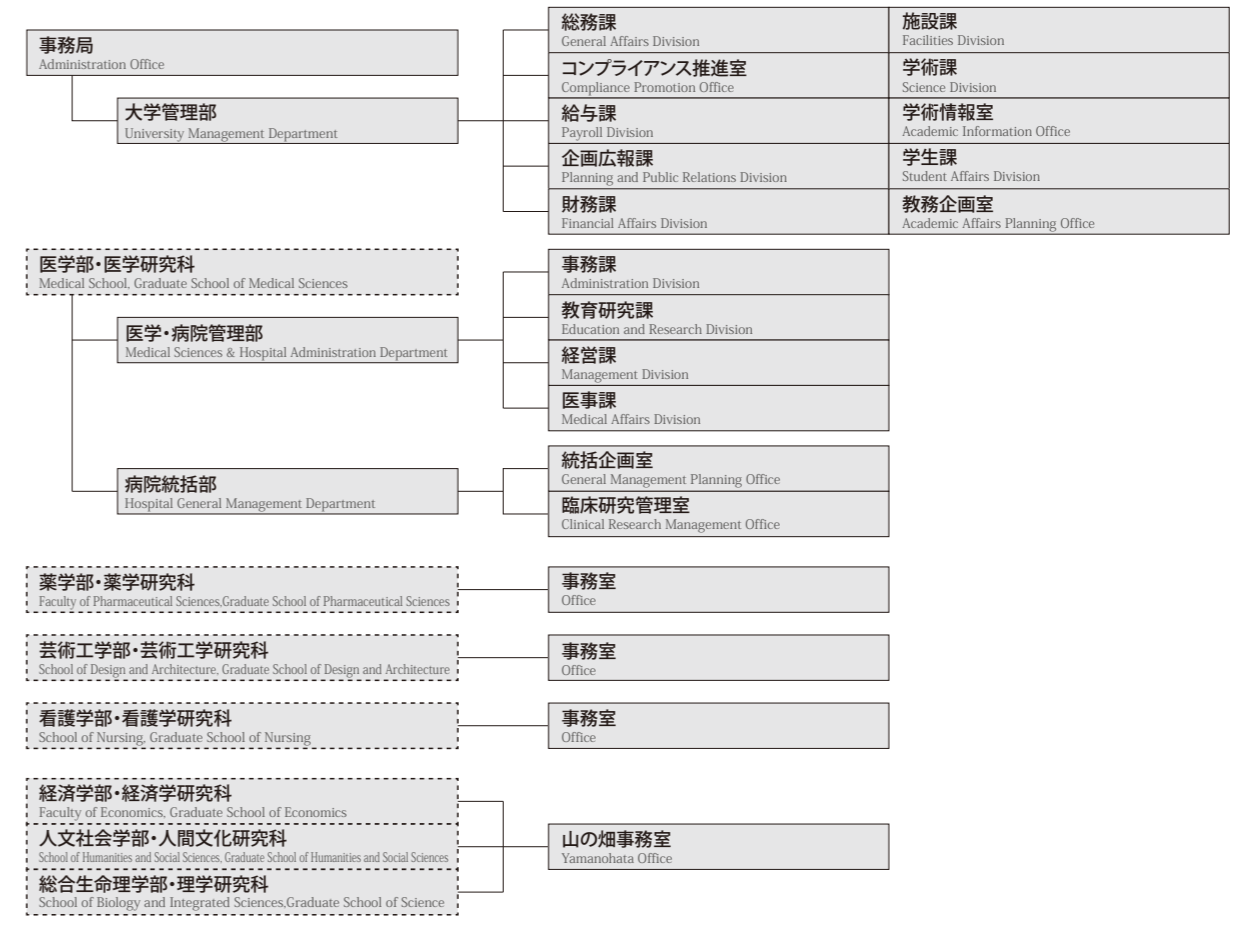 事務局
Administration Office
大学管理部
University Management Department
総務課
General Affairs Division
コンプライアンス推進室
Compliance Promotion Office
給与課
Payroll Division
企画広報課
Planning and Public Relations Division
財務課
Financial Affairs Division
施設課
Facilities Division
学術課
Science Division
学術情報室
Academic Information Office
学生課
Student Affairs Division
教務企画室
Academic Affairs Planning Office
医学部・医学研究科
Medical School, Graduate School of Medical Sciences
医学・病院管理部
Medical Sciences & Hospital Administration Department
事務課
Administration Division
教育研究課
Education and Research Division
経営課
Management Division
医事課
Medical Affairs Division
病院統括部
Hospital General Management Department
統括企画室
General Management Planning Office
臨床研究管理室
Clinical Research Management Office
薬学部・薬学研究科
Faculty of Pharmaceutical Sciences,Graduate School of Pharmaceutical Sciences
事務室
Office
芸術工学部・芸術工学研究科
School of Design and Architecture, Graduate School of Design and Architecture
事務室
Office
看護学部・看護学研究科
School of Nursing, Graduate School of Nursing
事務室
Office
経済学部・経済学研究科
Faculty of Economics, Graduate School of Economics
人文社会学部・人間文化研究科
School of Humanities and Social Sciences, Graduate School of Humanities and Social Sciences
総合生命理学部・理学研究科
School of Biology and Integrated Sciences,Graduate School of Science
山の畑事務室
Yamanohata Office